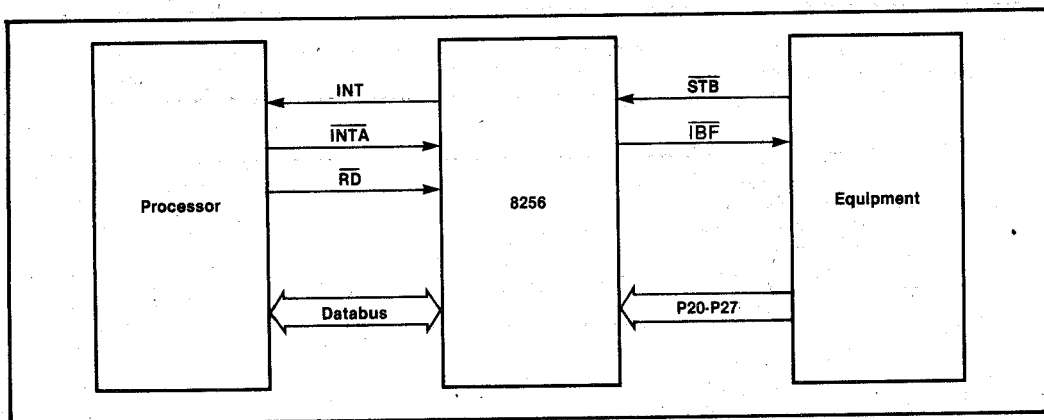 INT
INTA
RD
Processor
Databus
8256
STB
IBF
P20-P27
Equipment